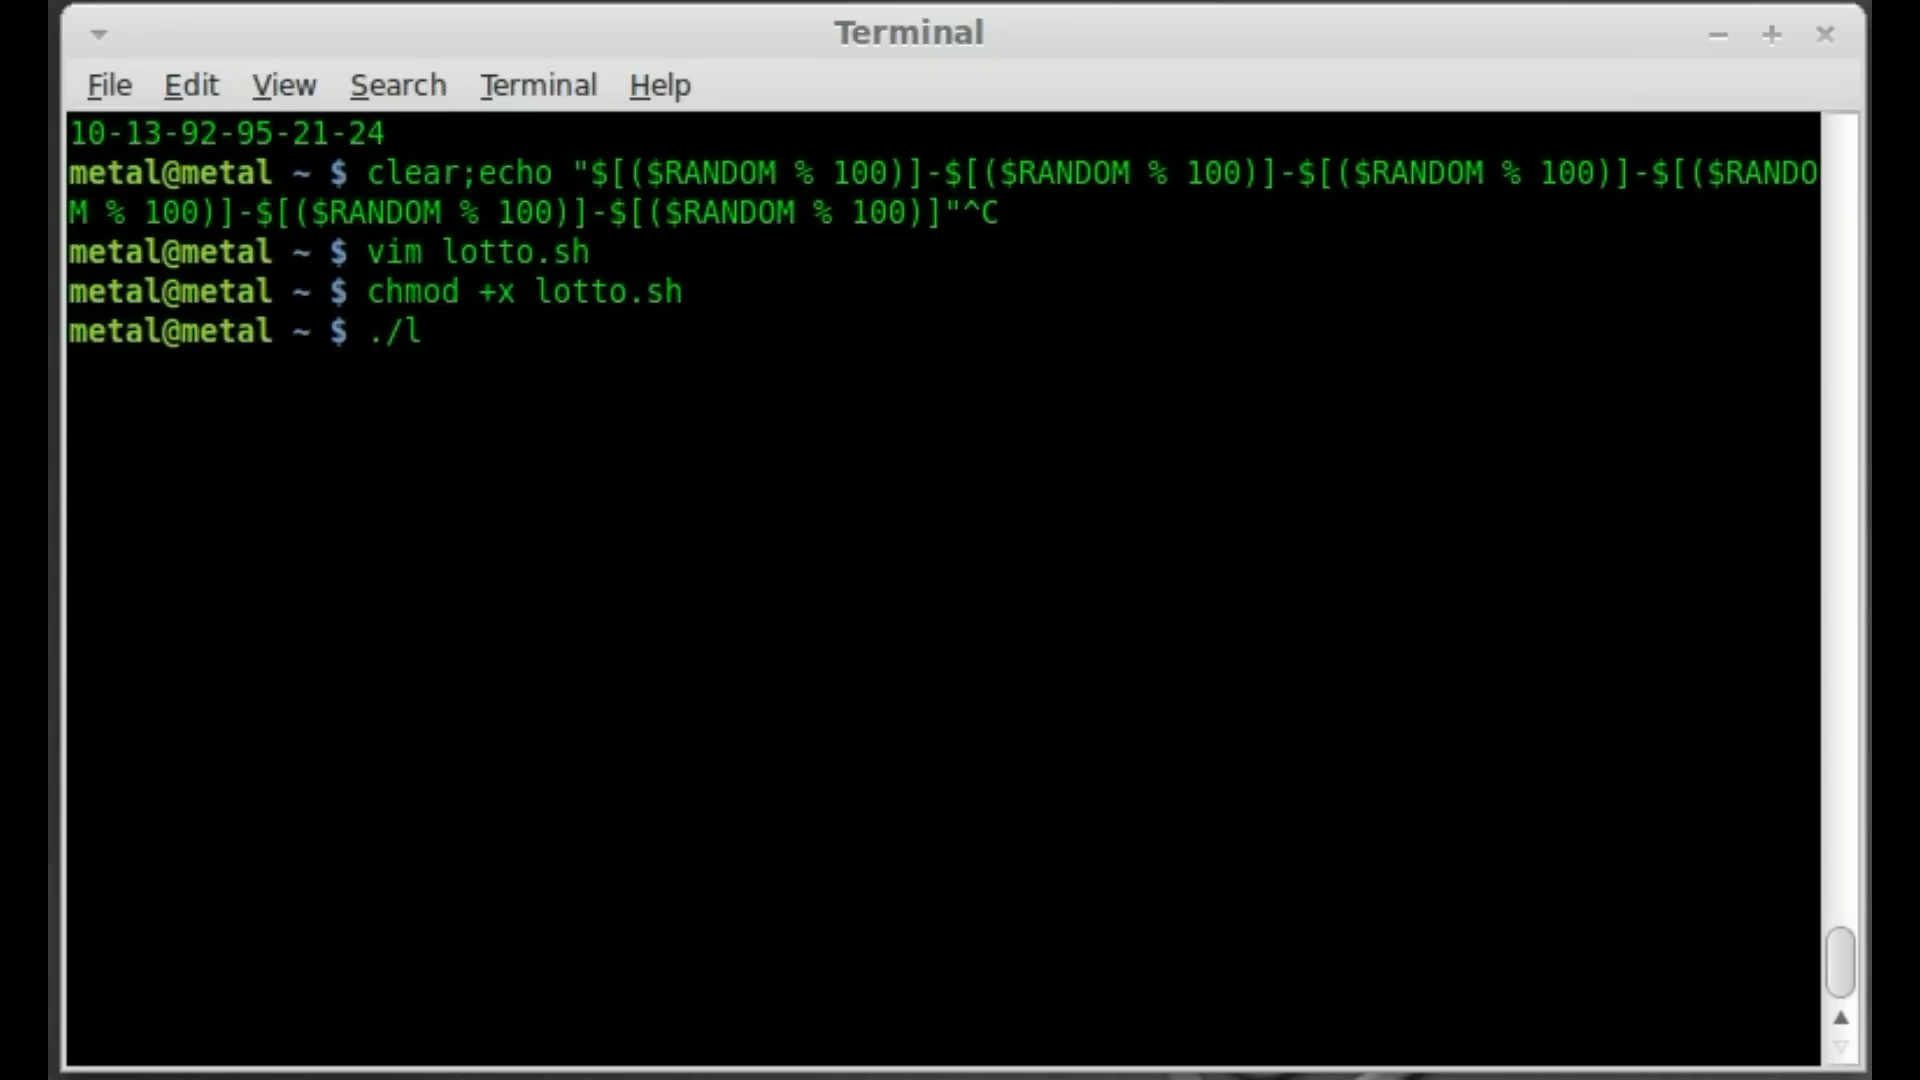 Terminal
File Edit View Search Terminal Help
10-13-92-95-21-24
metal@metal ~ $ clear;echo "$[($RANDOM % 100)]-$[($RANDOM % 100)]-$[($RANDOM % 100)]-$[($RANDO
M % 100)]-$[($RANDOM % 100)]-$[($RANDOM % 100)]"^C
metal@metal ~ $ vim lotto.sh
metal@metal ~ $ chmod +x lotto.sh
metal@metal ~ $ ./l